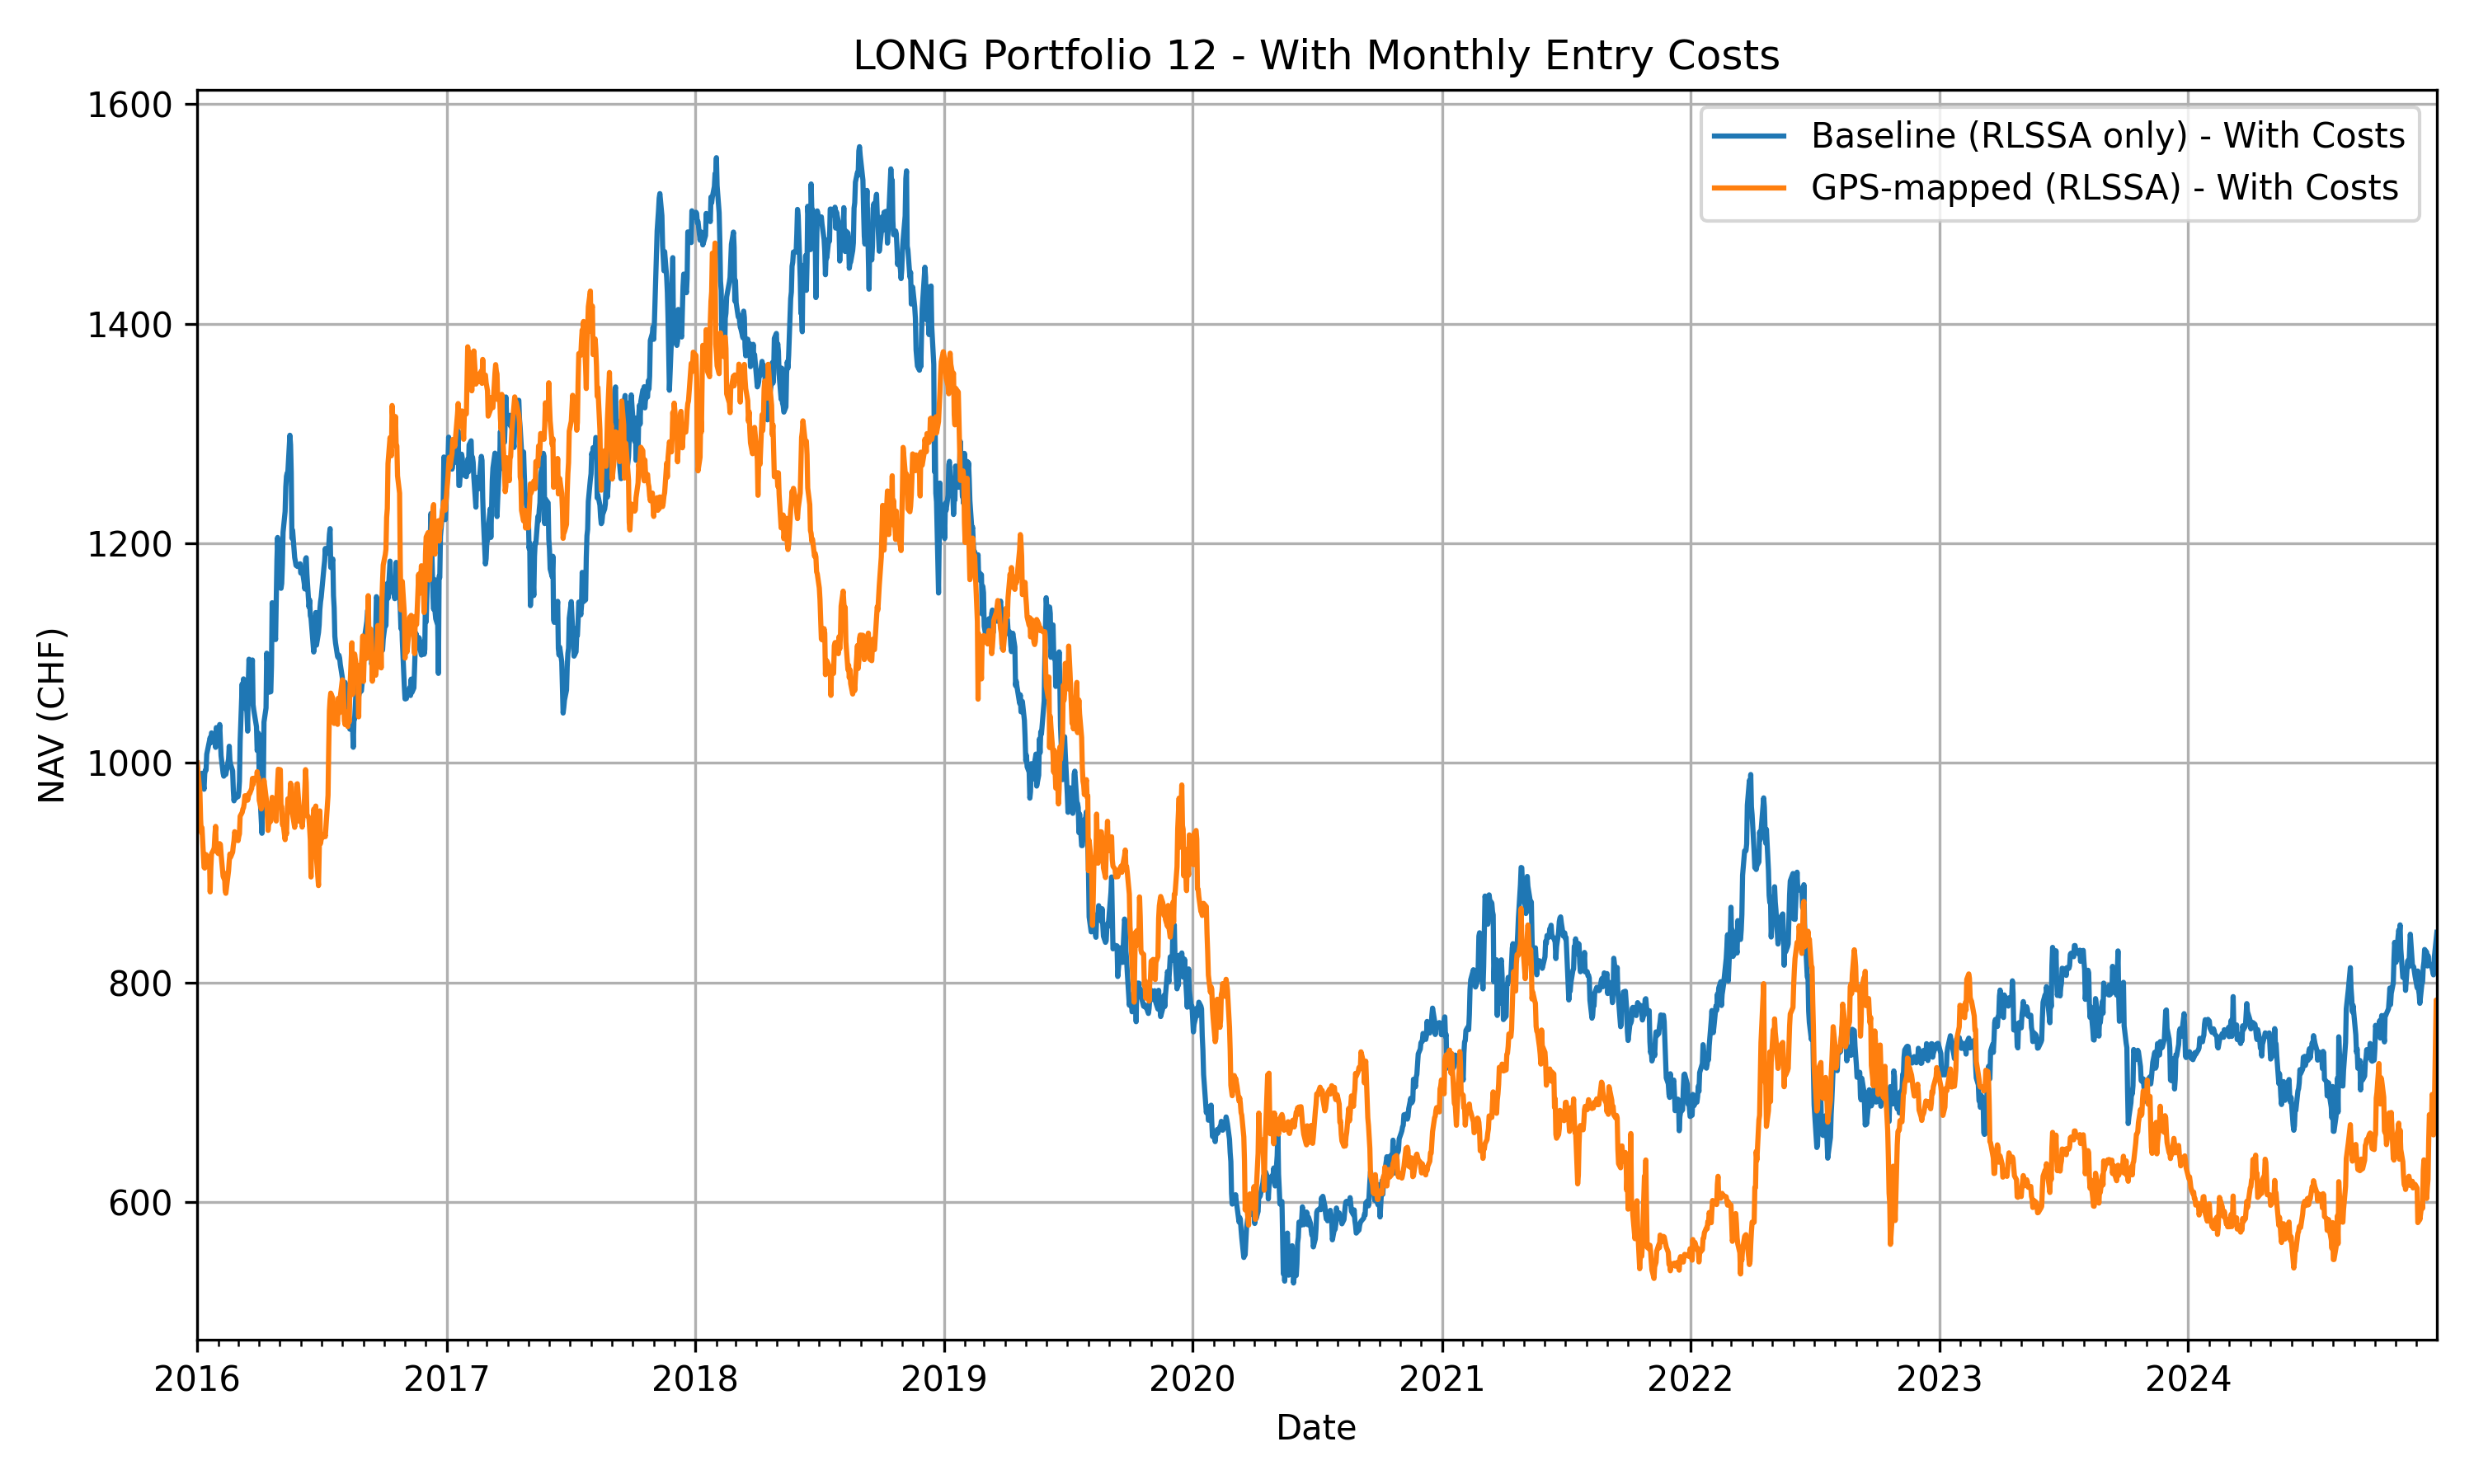 LONG Portfolio 12 - With Monthly Entry Costs
Baseline (RLSSA only) - With Costs
GPS-mapped (RLSSA) - With Costs
NAV (CHF)
1600
1400
1200
1000
800
600
2016 2017 2018 2019 2020 2021 2022 2023 2024
Date